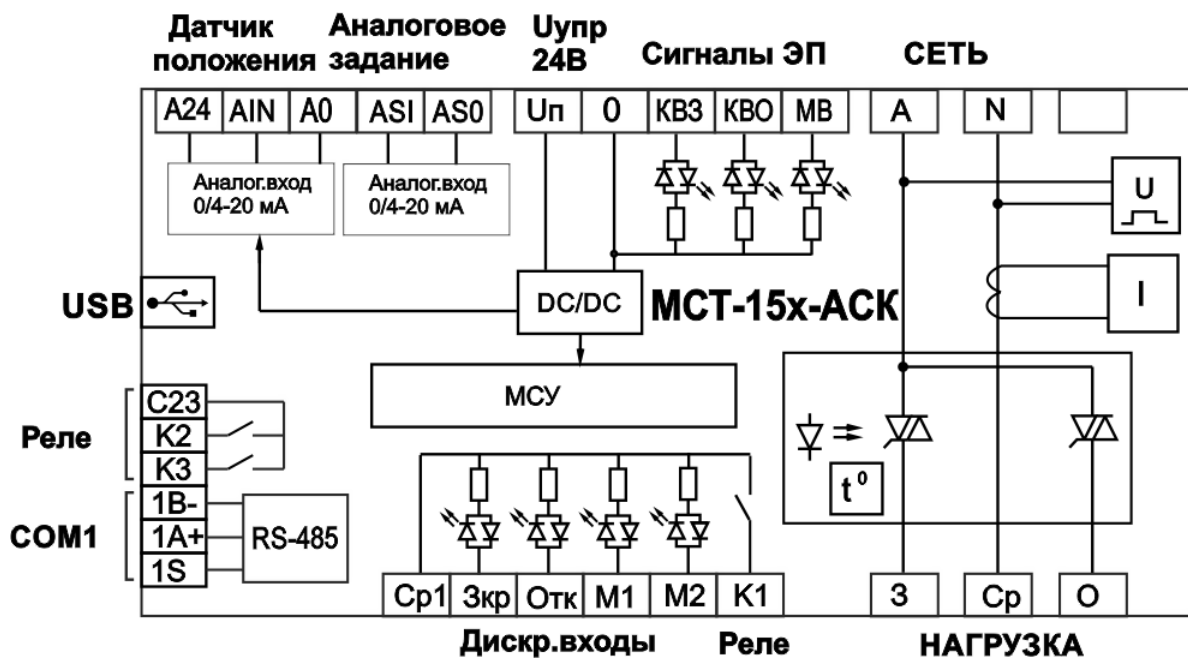 Датчик положения
Аналоговое задание
Uупр 24В
Сигналы ЭП
СЕТЬ
A24 AIN A0 ASI AS0 Uп 0 КВЗ КВО МВ A N
Аналог.вход
0/4-20 мА
Аналог.вход
0/4-20 мА
U
I
USB
DC/DC
МСТ-15х-АСК
МСУ
Реле
C23
K2
K3
COM1
1B-
1A+
1S
RS-485
t⁰
Ср1 Зкр Отк М1 М2 К1 З Ср О
Дискр.входы
Реле
НАГРУЗКА